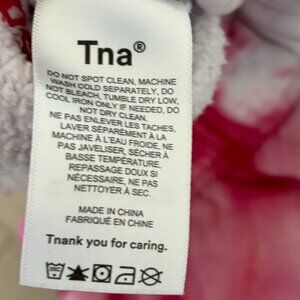 Tna®
DO NOT SPOT CLEAN, MACHINE
WASH COLD SEPARATELY, DO
NOT BLEACH, TUMBLE DRY LOW,
COOL IRON ONLY IF NEEDED, DO
NOT DRY CLEAN.
NE PAS ENLEVER LES TACHES,
LAVER SÉPARÉMENT À LA
MACHINE À L'EAU FROIDE, NE
PAS JAVELISER, SÉCHER À
BASSE TEMPÉRATURE,
REPASSAGE DOUX SI
NÉCESSAIRE, NE PAS
NETTOYER À SEC.
MADE IN CHINA
FABRIQUÉ EN CHINE
Tnank you for caring.